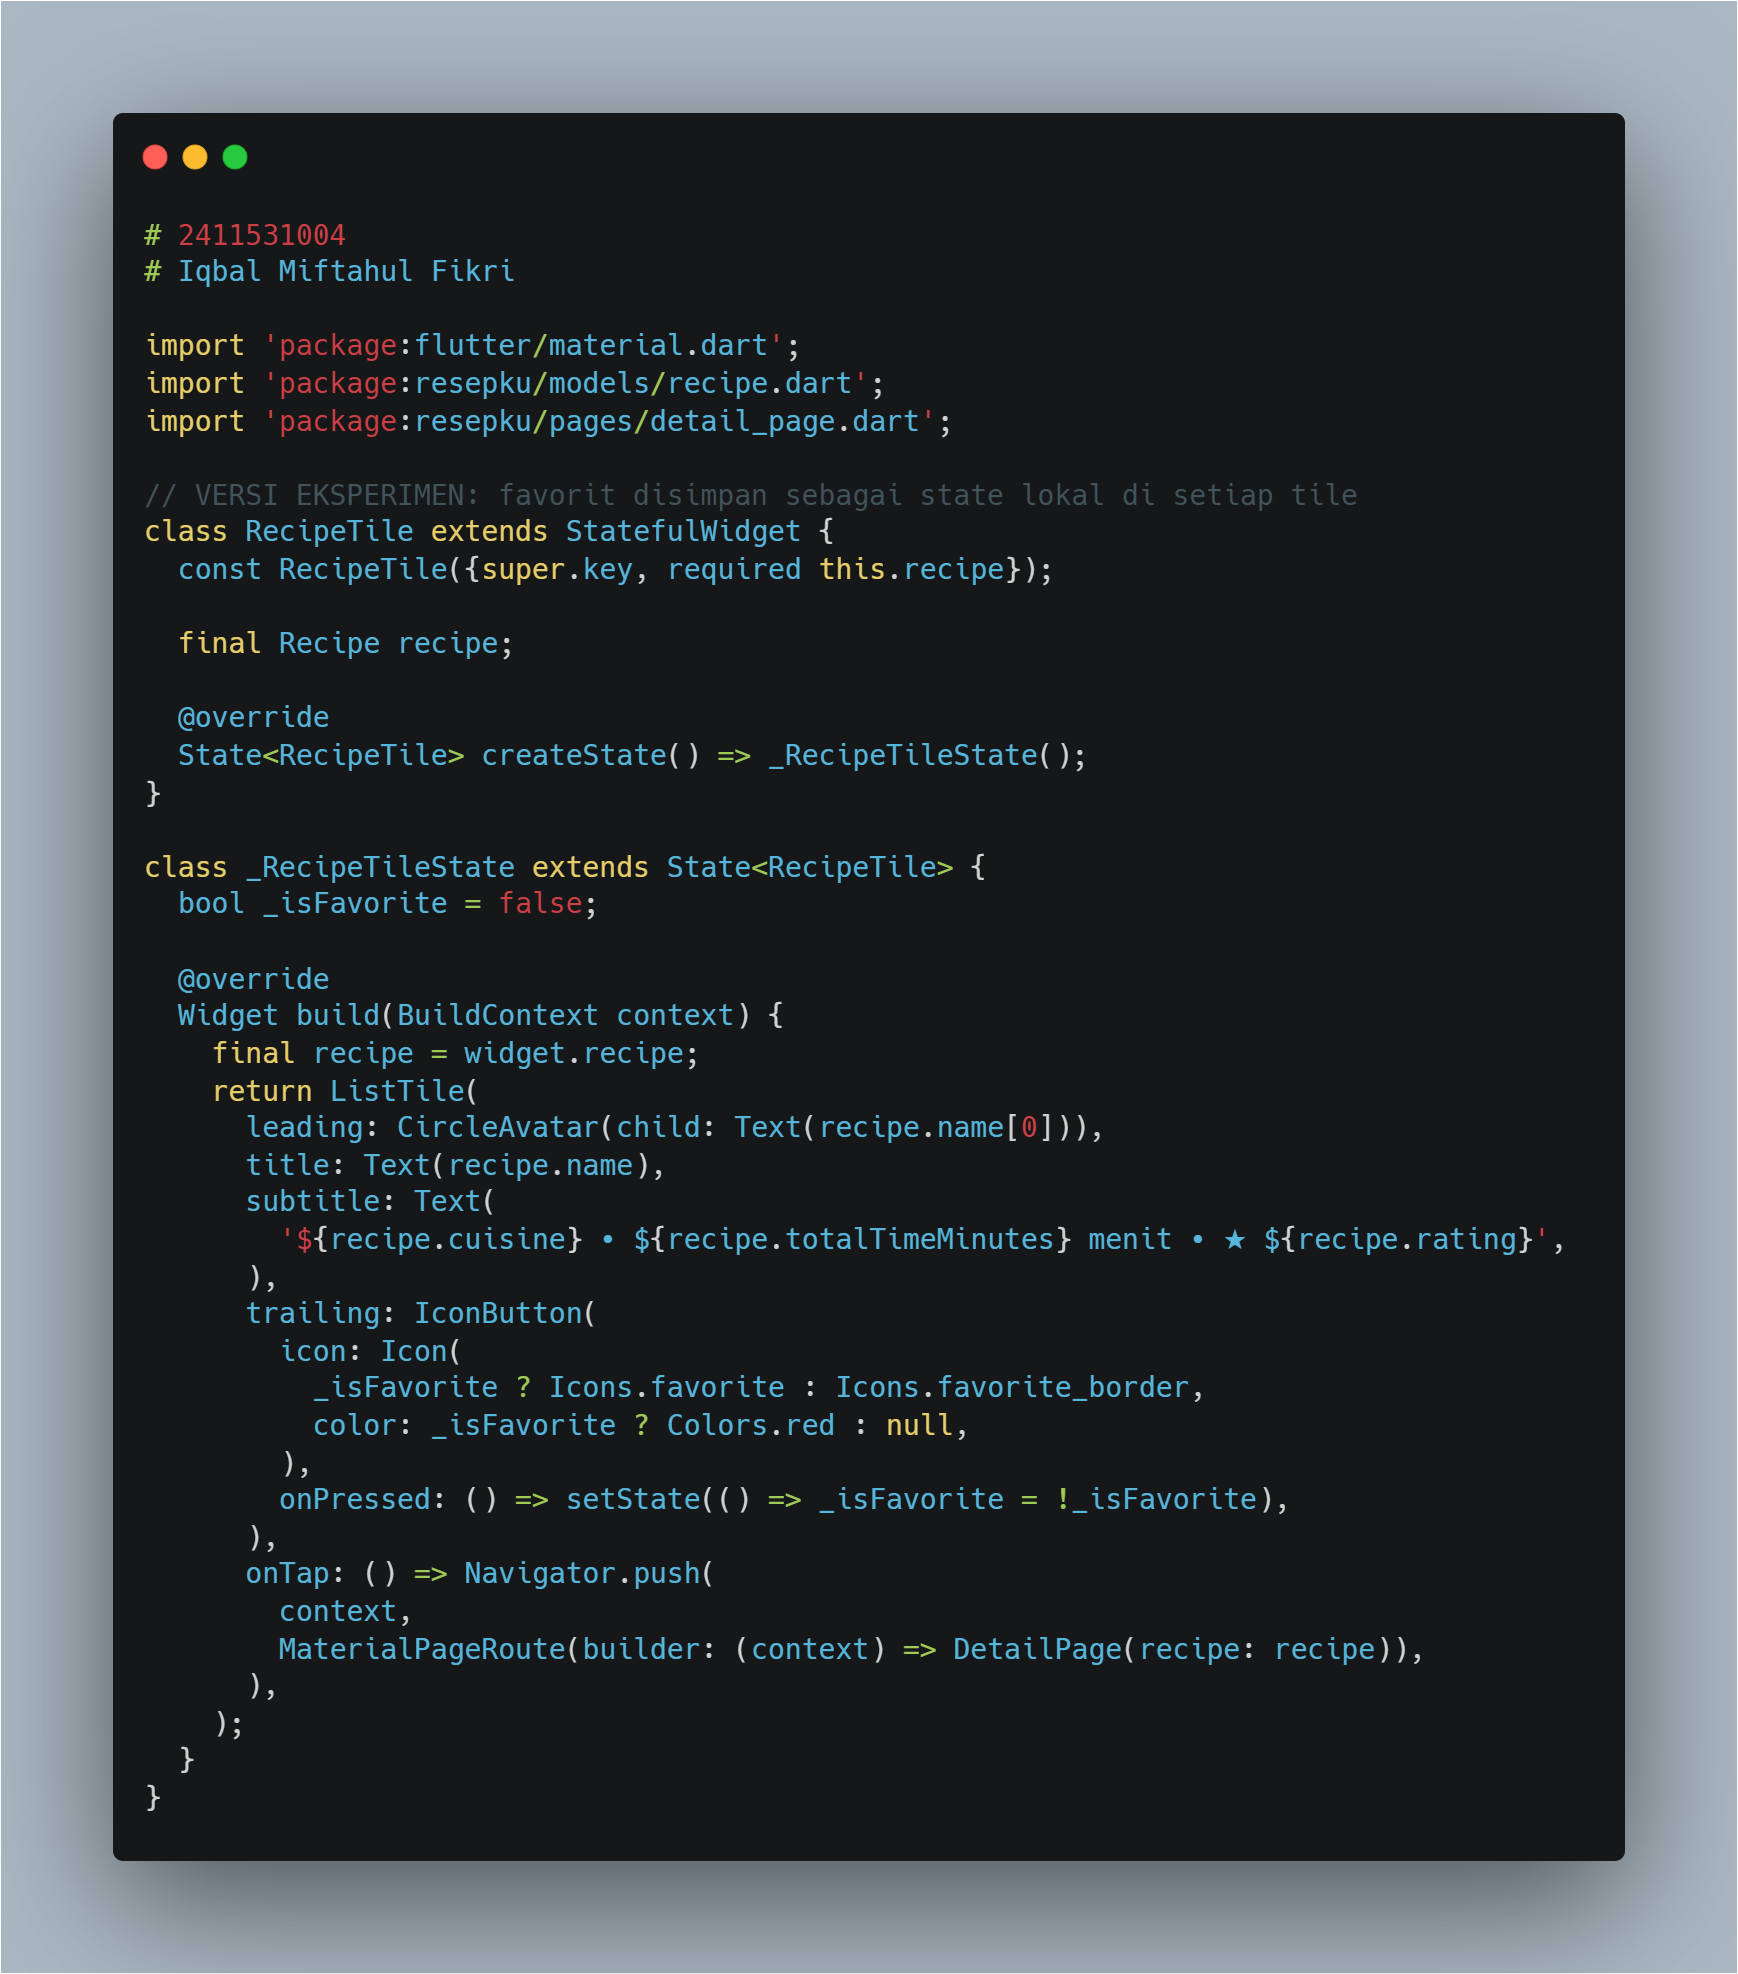 # 2411531004
# Iqbal Miftahul Fikri

import 'package:flutter/material.dart';
import 'package:resepku/models/recipe.dart';
import 'package:resepku/pages/detail_page.dart';

// VERSI EKSPERIMEN: favorit disimpan sebagai state lokal di setiap tile
class RecipeTile extends StatefulWidget {
  const RecipeTile({super.key, required this.recipe});

  final Recipe recipe;

  @override
  State<RecipeTile> createState() => _RecipeTileState();
}

class _RecipeTileState extends State<RecipeTile> {
  bool _isFavorite = false;

  @override
  Widget build(BuildContext context) {
    final recipe = widget.recipe;
    return ListTile(
      leading: CircleAvatar(child: Text(recipe.name[0])),
      title: Text(recipe.name),
      subtitle: Text(
        '${recipe.cuisine} • ${recipe.totalTimeMinutes} menit • ★ ${recipe.rating}',
      ),
      trailing: IconButton(
        icon: Icon(
          _isFavorite ? Icons.favorite : Icons.favorite_border,
          color: _isFavorite ? Colors.red : null,
        ),
        onPressed: () => setState(() => _isFavorite = !_isFavorite),
      ),
      onTap: () => Navigator.push(
        context,
        MaterialPageRoute(builder: (context) => DetailPage(recipe: recipe)),
      ),
    );
  }
}